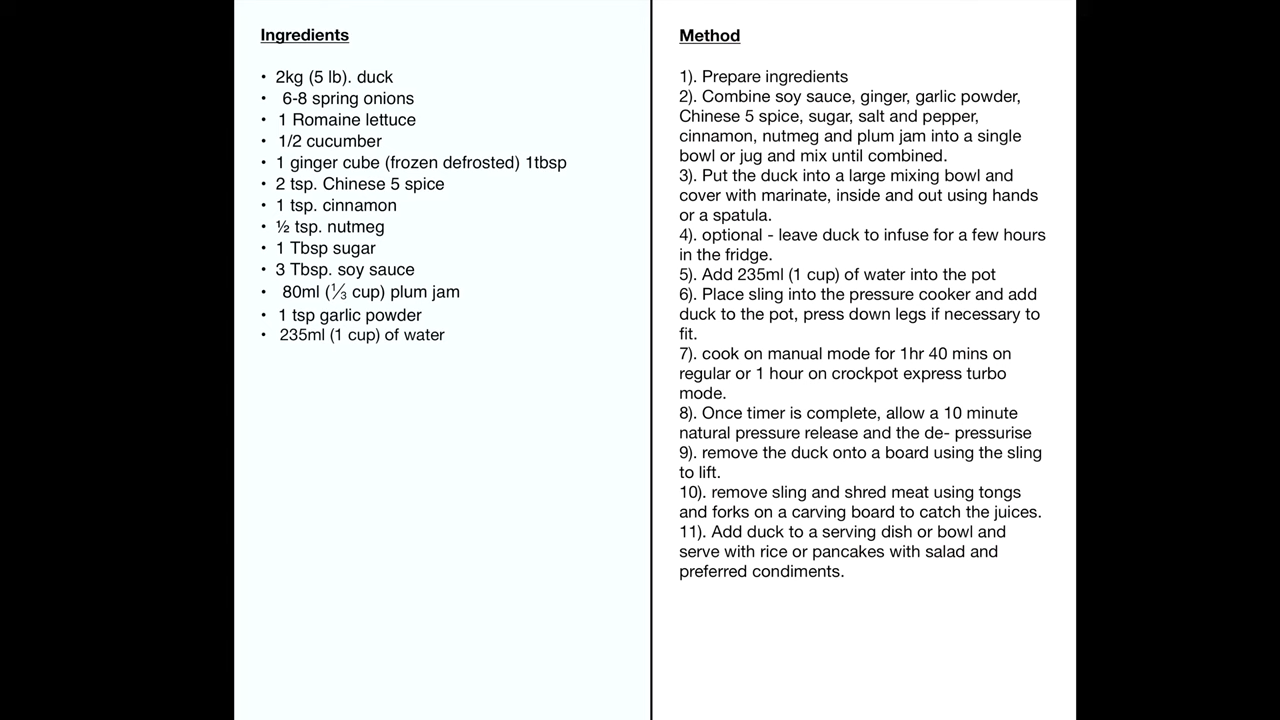 Ingredients
• 2kg (5 lb). duck
• 6-8 spring onions
• 1 Romaine lettuce
• 1/2 cucumber
• 1 ginger cube (frozen defrosted) 1tbsp
• 2 tsp. Chinese 5 spice
• 1 tsp. cinnamon
• ½ tsp. nutmeg
• 1 Tbsp sugar
• 3 Tbsp. soy sauce
• 80ml (⅓ cup) plum jam
• 1 tsp garlic powder
• 235ml (1 cup) of water
Method
1). Prepare ingredients
2). Combine soy sauce, ginger, garlic powder,
Chinese 5 spice, sugar, salt and pepper,
cinnamon, nutmeg and plum jam into a single
bowl or jug and mix until combined.
3). Put the duck into a large mixing bowl and
cover with marinate, inside and out using hands
or a spatula.
4). optional - leave duck to infuse for a few hours
in the fridge.
5). Add 235ml (1 cup) of water into the pot
6). Place sling into the pressure cooker and add
duck to the pot, press down legs if necessary to
fit.
7). cook on manual mode for 1hr 40 mins on
regular or 1 hour on crockpot express turbo
mode.
8). Once timer is complete, allow a 10 minute
natural pressure release and the de- pressurise
9). remove the duck onto a board using the sling
to lift.
10). remove sling and shred meat using tongs
and forks on a carving board to catch the juices.
11). Add duck to a serving dish or bowl and
serve with rice or pancakes with salad and
preferred condiments.